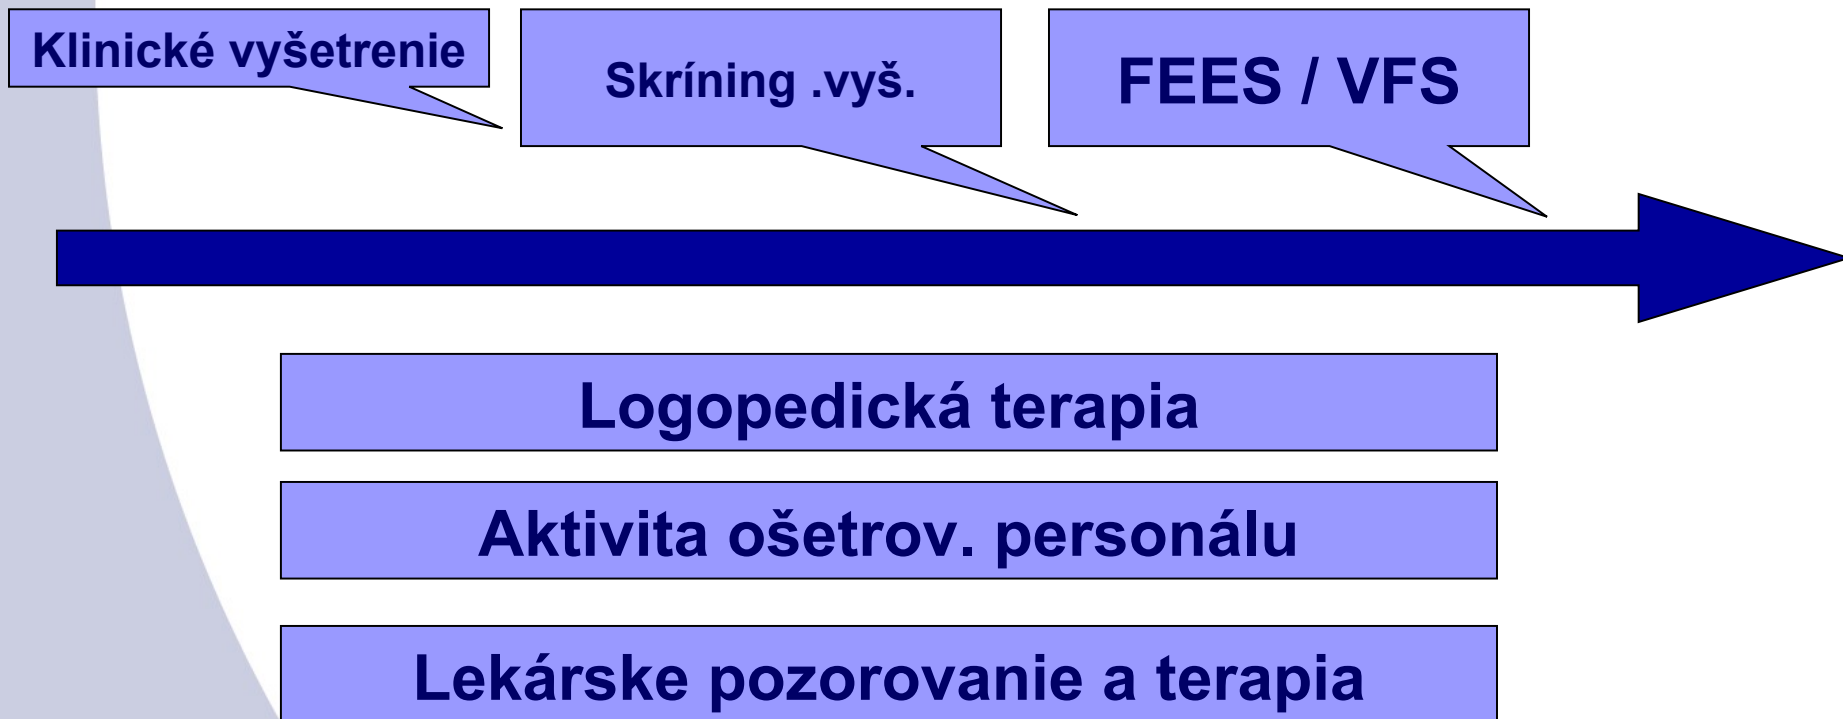 Klinické vyšetrenie
Skríning .vyš.
FEES / VFS
Logopedická terapia
Aktivita ošetrov. personálu
Lekárske pozorovanie a terapia